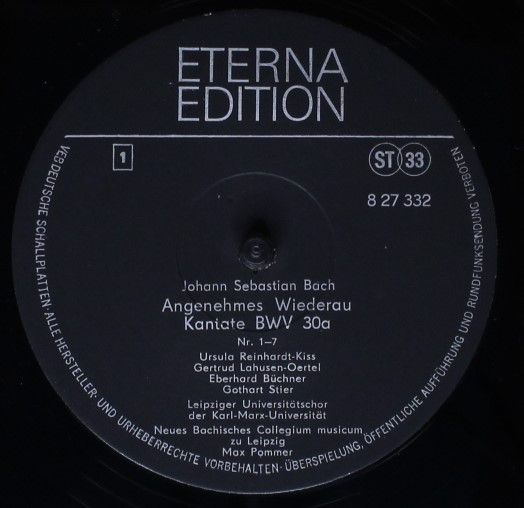 ETERNA
EDITION
1
ST 33
8 27 332
Johann Sebastian Bach
Angenehmes Wiederau
Kantate BWV 30a
Nr. 1–7
Ursula Reinhardt-Kiss
Gertrud Lahusen-Oertel
Eberhard Büchner
Gothart Stier
Leipziger Universitätschor
der Karl-Marx-Universität
Neues Bachisches Collegium musicum
zu Leipzig
Max Pommer
VEB DEUTSCHE SCHALLPLATTEN · ALLE HERSTELLER- UND URHEBERRECHTE VORBEHALTEN · ÜBERSPIELUNG, ÖFFENTLICHE AUFFÜHRUNG UND RUNDFUNKSENDUNG VERBOTEN